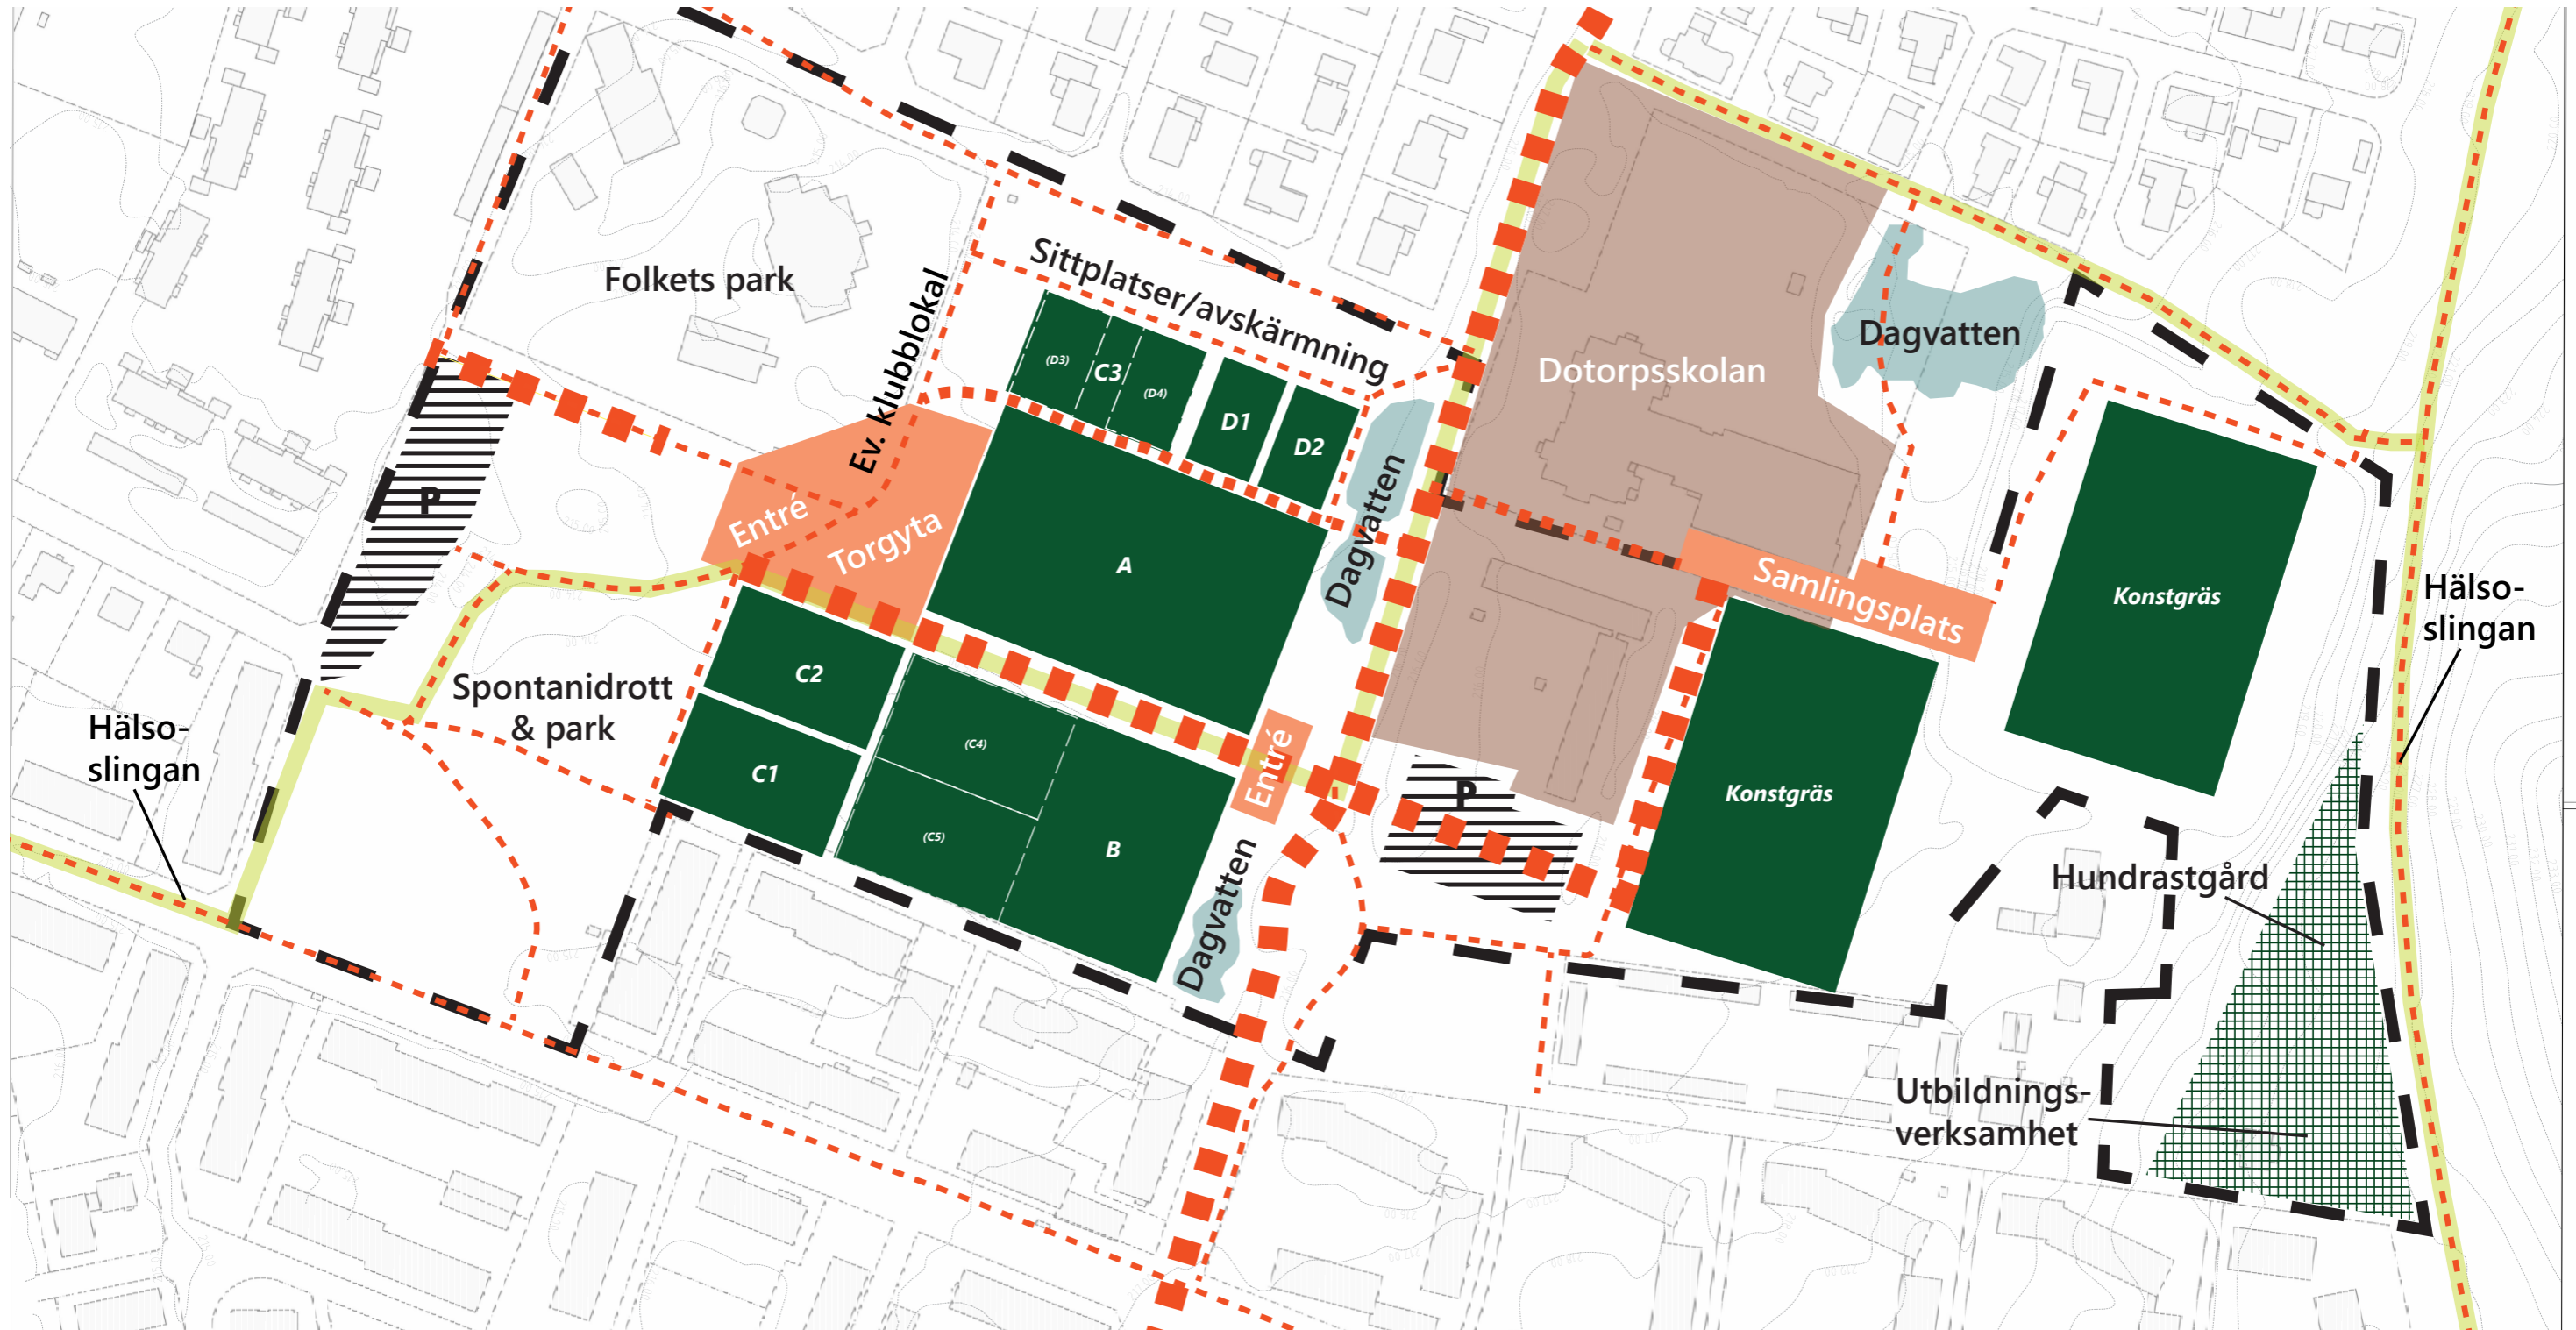 Folkets park
Sittplatser/avskärmning
Ev. klubblokal
(D3)
C3
(D4)
D1
D2
Dagvatten
Dotorpsskolan
Dagvatten
P
Entré
Torgyta
A
Samlingsplats
Konstgräs
Hälso-
slingan
Spontanidrott
& park
C2
C1
(C4)
(C5)
B
Entré
P
Konstgräs
Hälso-
slingan
Dagvatten
Hundrastgård
Utbildnings-
verksamhet